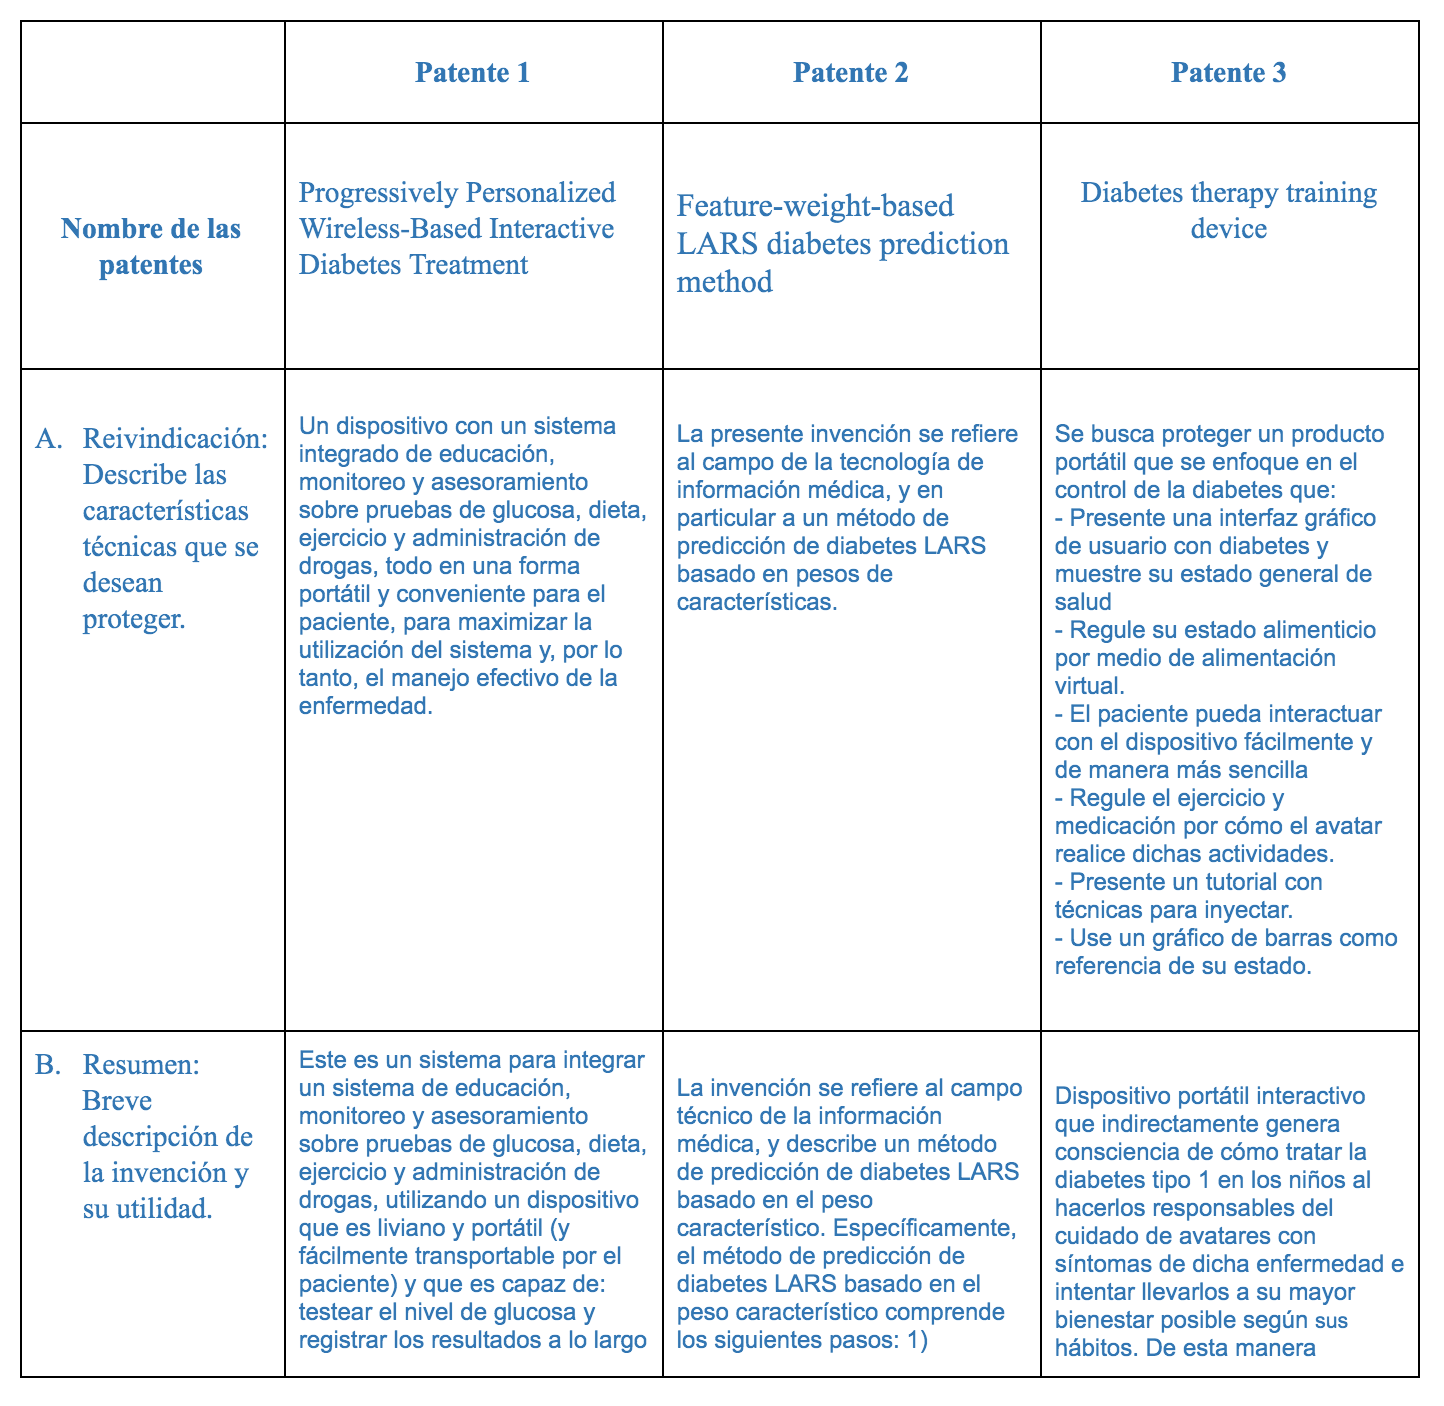 Patente 1
Patente 2
Patente 3
Nombre de las
patentes
Progressively Personalized
Wireless-Based Interactive
Diabetes Treatment
Feature-weight-based
LARS diabetes prediction
method
Diabetes therapy training
device
A. Reivindicación:
Describe las
características
técnicas que se
desean
proteger.
Un dispositivo con un sistema
integrado de educación,
monitoreo y asesoramiento
sobre pruebas de glucosa, dieta,
ejercicio y administración de
drogas, todo en una forma
portátil y conveniente para el
paciente, para maximizar la
utilización del sistema y, por lo
tanto, el manejo efectivo de la
enfermedad.
La presente invención se refiere
al campo de la tecnología de
información médica, y en
particular a un método de
predicción de diabetes LARS
basado en pesos de
características.
Se busca proteger un producto
portátil que se enfoque en el
control de la diabetes que:
- Presente una interfaz gráfico
de usuario con diabetes y
muestre su estado general de
salud
- Regule su estado alimenticio
por medio de alimentación
virtual.
- El paciente pueda interactuar
con el dispositivo fácilmente y
de manera más sencilla
- Regule el ejercicio y
medicación por cómo el avatar
realice dichas actividades.
- Presente un tutorial con
técnicas para inyectar.
- Use un gráfico de barras como
referencia de su estado.
B. Resumen:
Breve
descripción de
la invención y
su utilidad.
Este es un sistema para integrar
un sistema de educación,
monitoreo y asesoramiento
sobre pruebas de glucosa, dieta,
ejercicio y administración de
drogas, utilizando un dispositivo
que es liviano y portátil (y
fácilmente transportable por el
paciente) y que es capaz de:
testear el nivel de glucosa y
registrar los resultados a lo largo
La invención se refiere al campo
técnico de la información
médica, y describe un método
de predicción de diabetes LARS
basado en el peso
característico. Específicamente,
el método de predicción de
diabetes LARS basado en el
peso característico comprende
los siguientes pasos: 1)
Dispositivo portátil interactivo
que indirectamente genera
consciencia de cómo tratar la
diabetes tipo 1 en los niños al
hacerlos responsables del
cuidado de avatares con
síntomas de dicha enfermedad e
intentar llevarlos a su mayor
bienestar posible según sus
hábitos. De esta manera